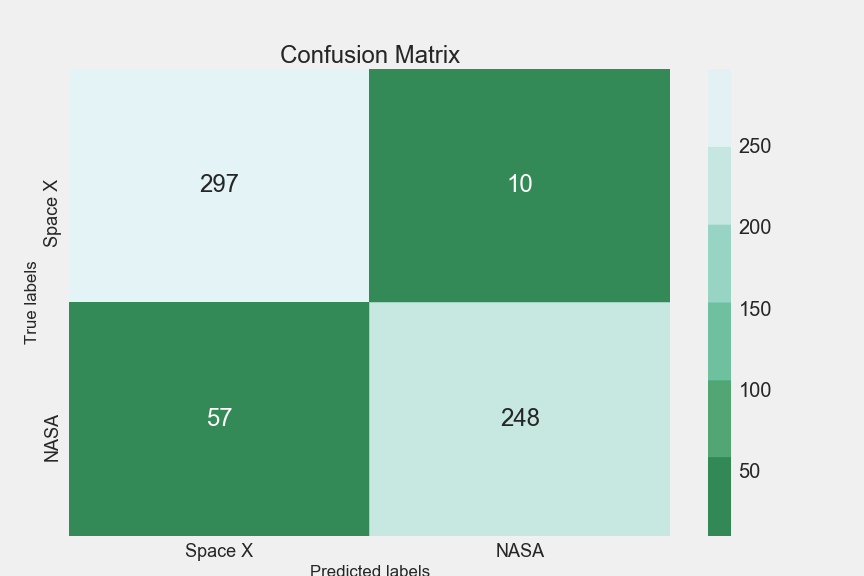 Confusion Matrix
True labels
Space X
297
10
NASA
57
248
Space X
NASA
Predicted labels
250
200
150
100
50